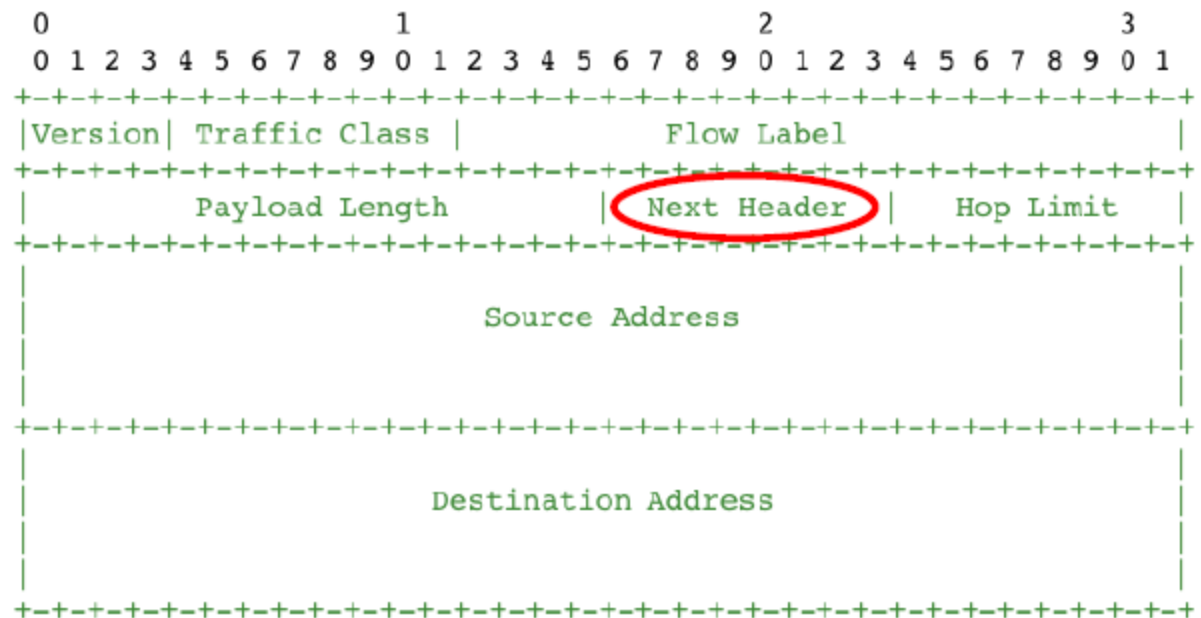 0 1 2 3
0 1 2 3 4 5 6 7 8 9 0 1 2 3 4 5 6 7 8 9 0 1 2 3 4 5 6 7 8 9 0 1
+-+-+-+-+-+-+-+-+-+-+-+-+-+-+-+-+-+-+-+-+-+-+-+-+-+-+-+-+-+-+-+-+
|Version| Traffic Class | Flow Label |
+-+-+-+-+-+-+-+-+-+-+-+-+-+-+-+-+-+-+-+-+-+-+-+-+-+-+-+-+-+-+-+-+
| Payload Length | Next Header | Hop Limit |
+-+-+-+-+-+-+-+-+-+-+-+-+-+-+-+-+-+-+-+-+-+-+-+-+-+-+-+-+-+-+-+-+
| |
| Source Address |
| |
| |
+-+-+-+-+-+-+-+-+-+-+-+-+-+-+-+-+-+-+-+-+-+-+-+-+-+-+-+-+-+-+-+-+
| |
| Destination Address |
| |
| |
+-+-+-+-+-+-+-+-+-+-+-+-+-+-+-+-+-+-+-+-+-+-+-+-+-+-+-+-+-+-+-+-+